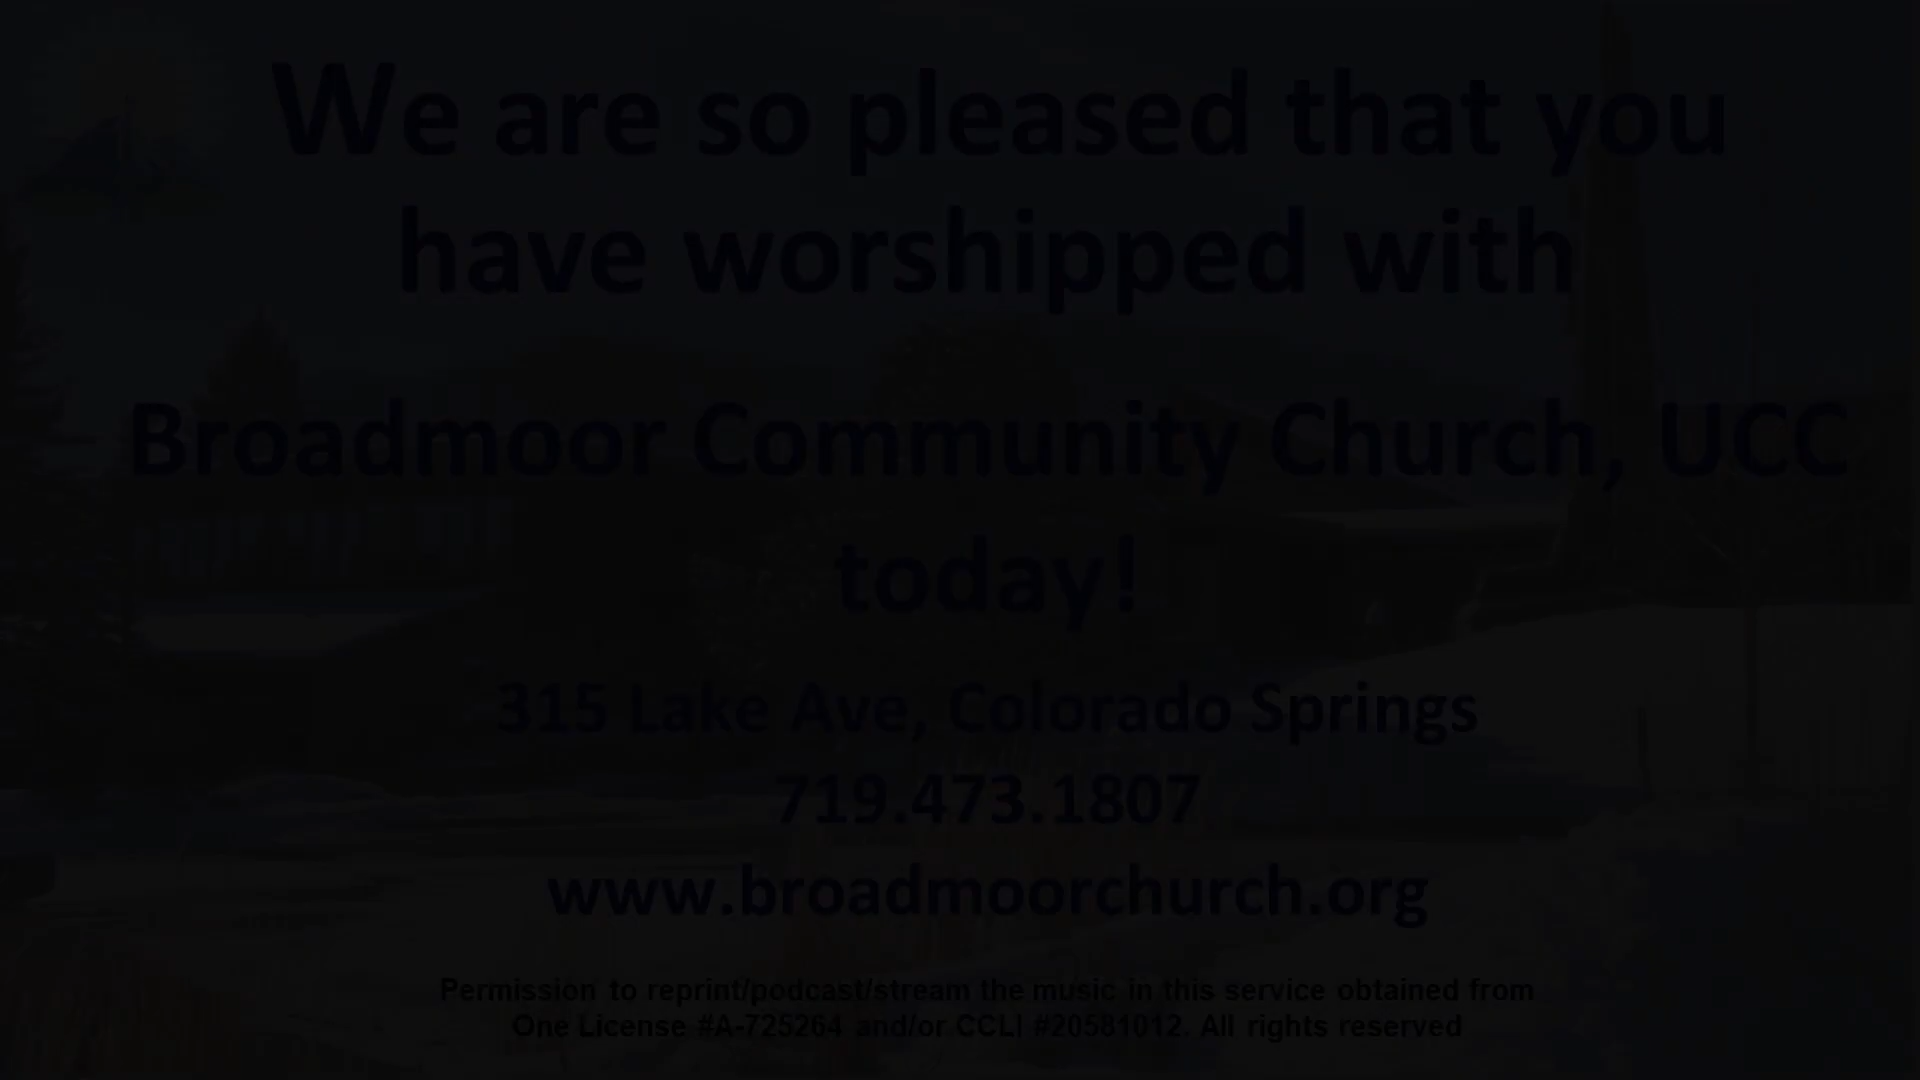 We are so pleased that you
have worshipped with
Broadmoor Community Church, UCC
today!
315 Lake Ave, Colorado Springs
719.473.1807
www.broadmoorchurch.org
Permission to reprint/podcast/stream the music in this service obtained from
One License #A-725264 and/or CCLI #20581012. All rights reserved